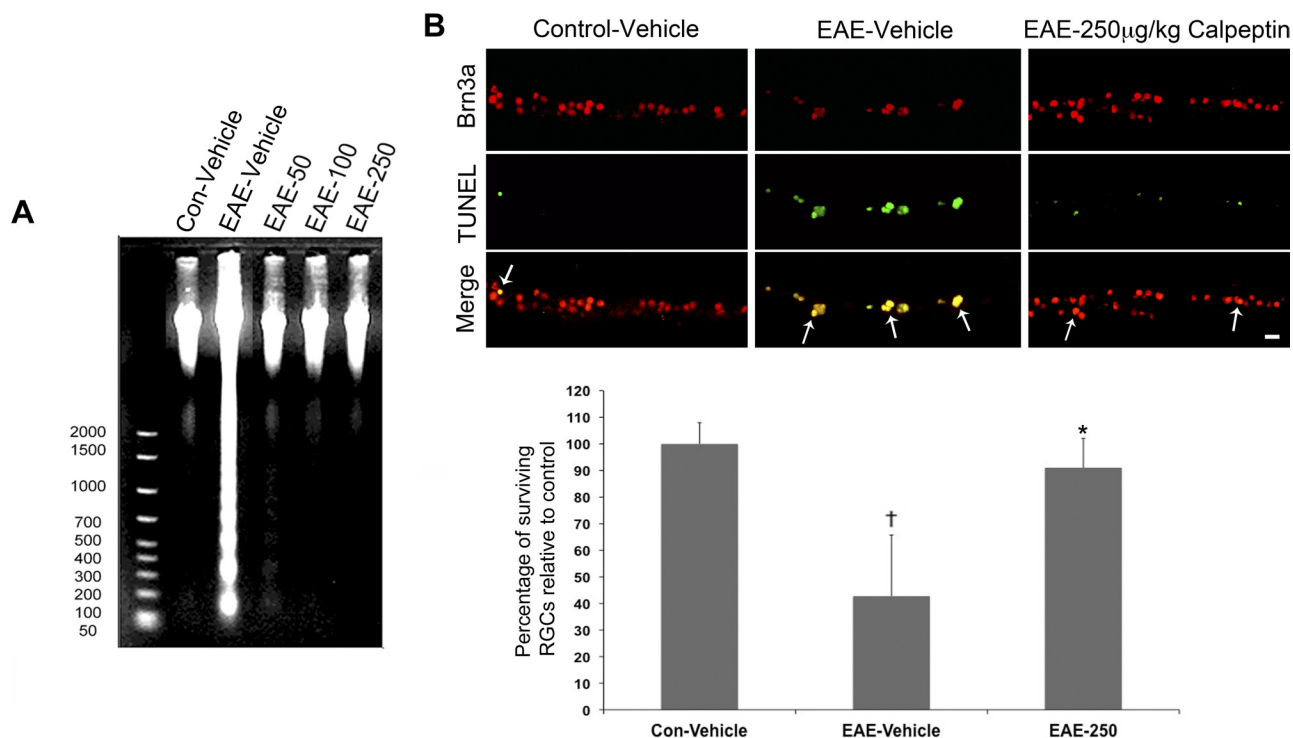 A
Con-Vehicle
EAE-Vehicle
EAE-50
EAE-100
EAE-250
2000
1500
1000
700
500
400
300
200
100
50
B
Control-Vehicle
EAE-Vehicle
EAE-250μg/kg Calpeptin
Brn3a
TUNEL
Merge
Percentage of surviving
RGCs relative to control
120
110
100
90
80
70
60
50
40
30
20
10
0
†
*
Con-Vehicle
EAE-Vehicle
EAE-250